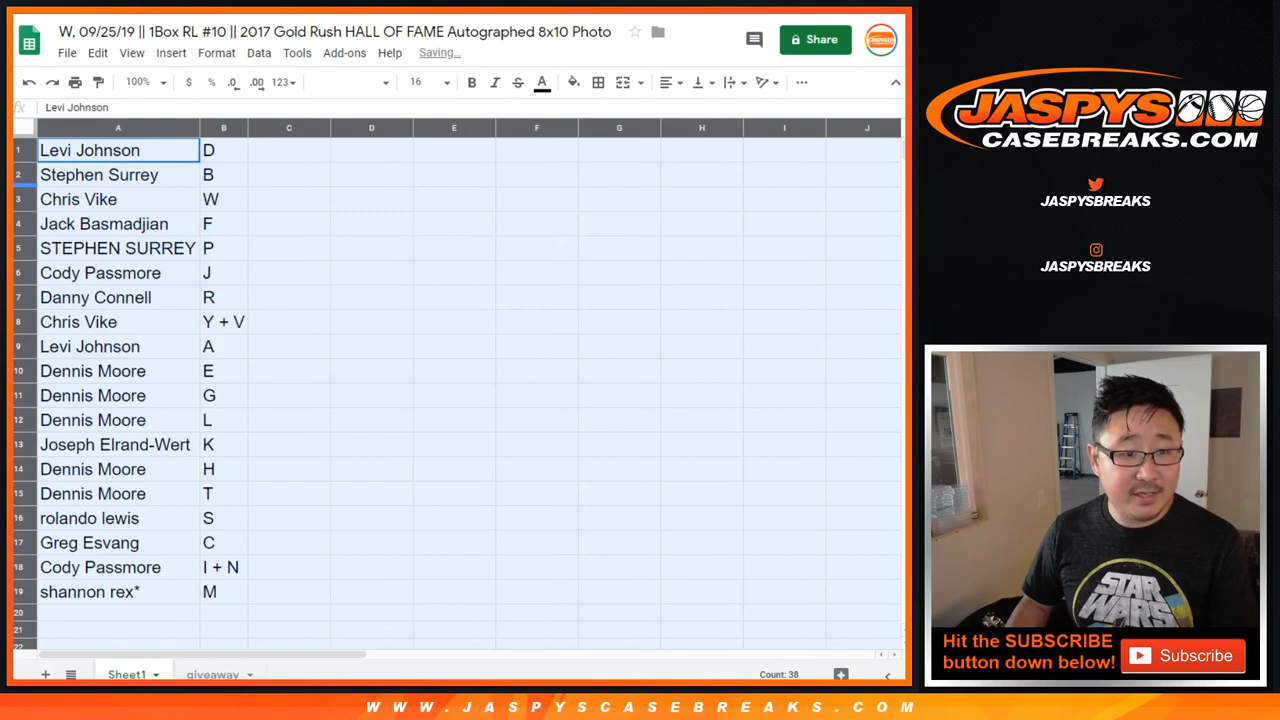 W, 09/25/19 || 1Box RL #10 || 2017 Gold Rush HALL OF FAME Autographed 8x10 Photo
File Edit View Insert Format Data Tools Add-ons Help Saving…
Share
100% $ % .0 .00 123 16 B I S A
fx Levi Johnson
A B C D E F G H I J
1 Levi Johnson D
2 Stephen Surrey B
3 Chris Vike W
4 Jack Basmadjian F
5 STEPHEN SURREY P
6 Cody Passmore J
7 Danny Connell R
8 Chris Vike Y + V
9 Levi Johnson A
10 Dennis Moore E
11 Dennis Moore G
12 Dennis Moore L
13 Joseph Elrand-Wert K
14 Dennis Moore H
15 Dennis Moore T
16 rolando lewis S
17 Greg Esvang C
18 Cody Passmore I + N
19 shannon rex* M
20
21
22
Sheet1 giveaway Count: 38
JASPYS
CASEBREAKS.COM
JASPYSBREAKS
JASPYSBREAKS
STAR
WARS
Hit the SUBSCRIBE
button down below!
Subscribe
WWW.JASPYSCASEBREAKS.COM